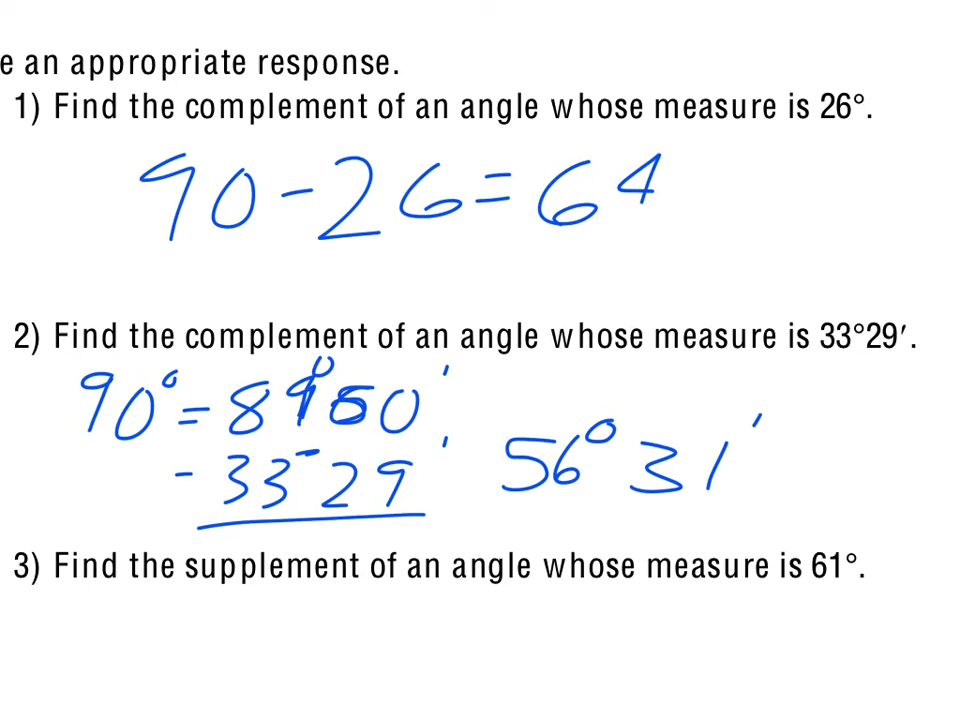 e an appropriate response.
1) Find the complement of an angle whose measure is 26°.
90-26=64
2) Find the complement of an angle whose measure is 33°29′.
90°=89°60′
-33°29′
56°31′
3) Find the supplement of an angle whose measure is 61°.